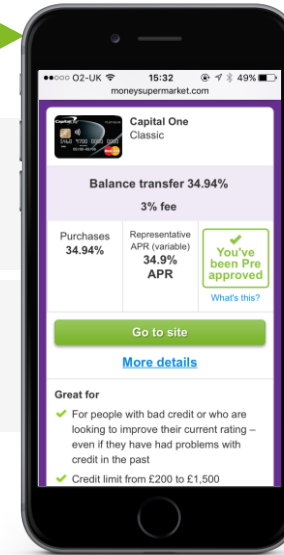 ●●○○○ O2-UK 15:32 49%
moneysupermarket.com
Capital One
Classic
Balance transfer 34.94%
3% fee
Purchases
34.94%
Representative
APR (variable)
34.9%
APR
You've
been Pre
approved
What's this?
Go to site
More details
Great for
For people with bad credit or who are
looking to improve their current rating –
even if they have had problems with
credit in the past
Credit limit from £200 to £1,500